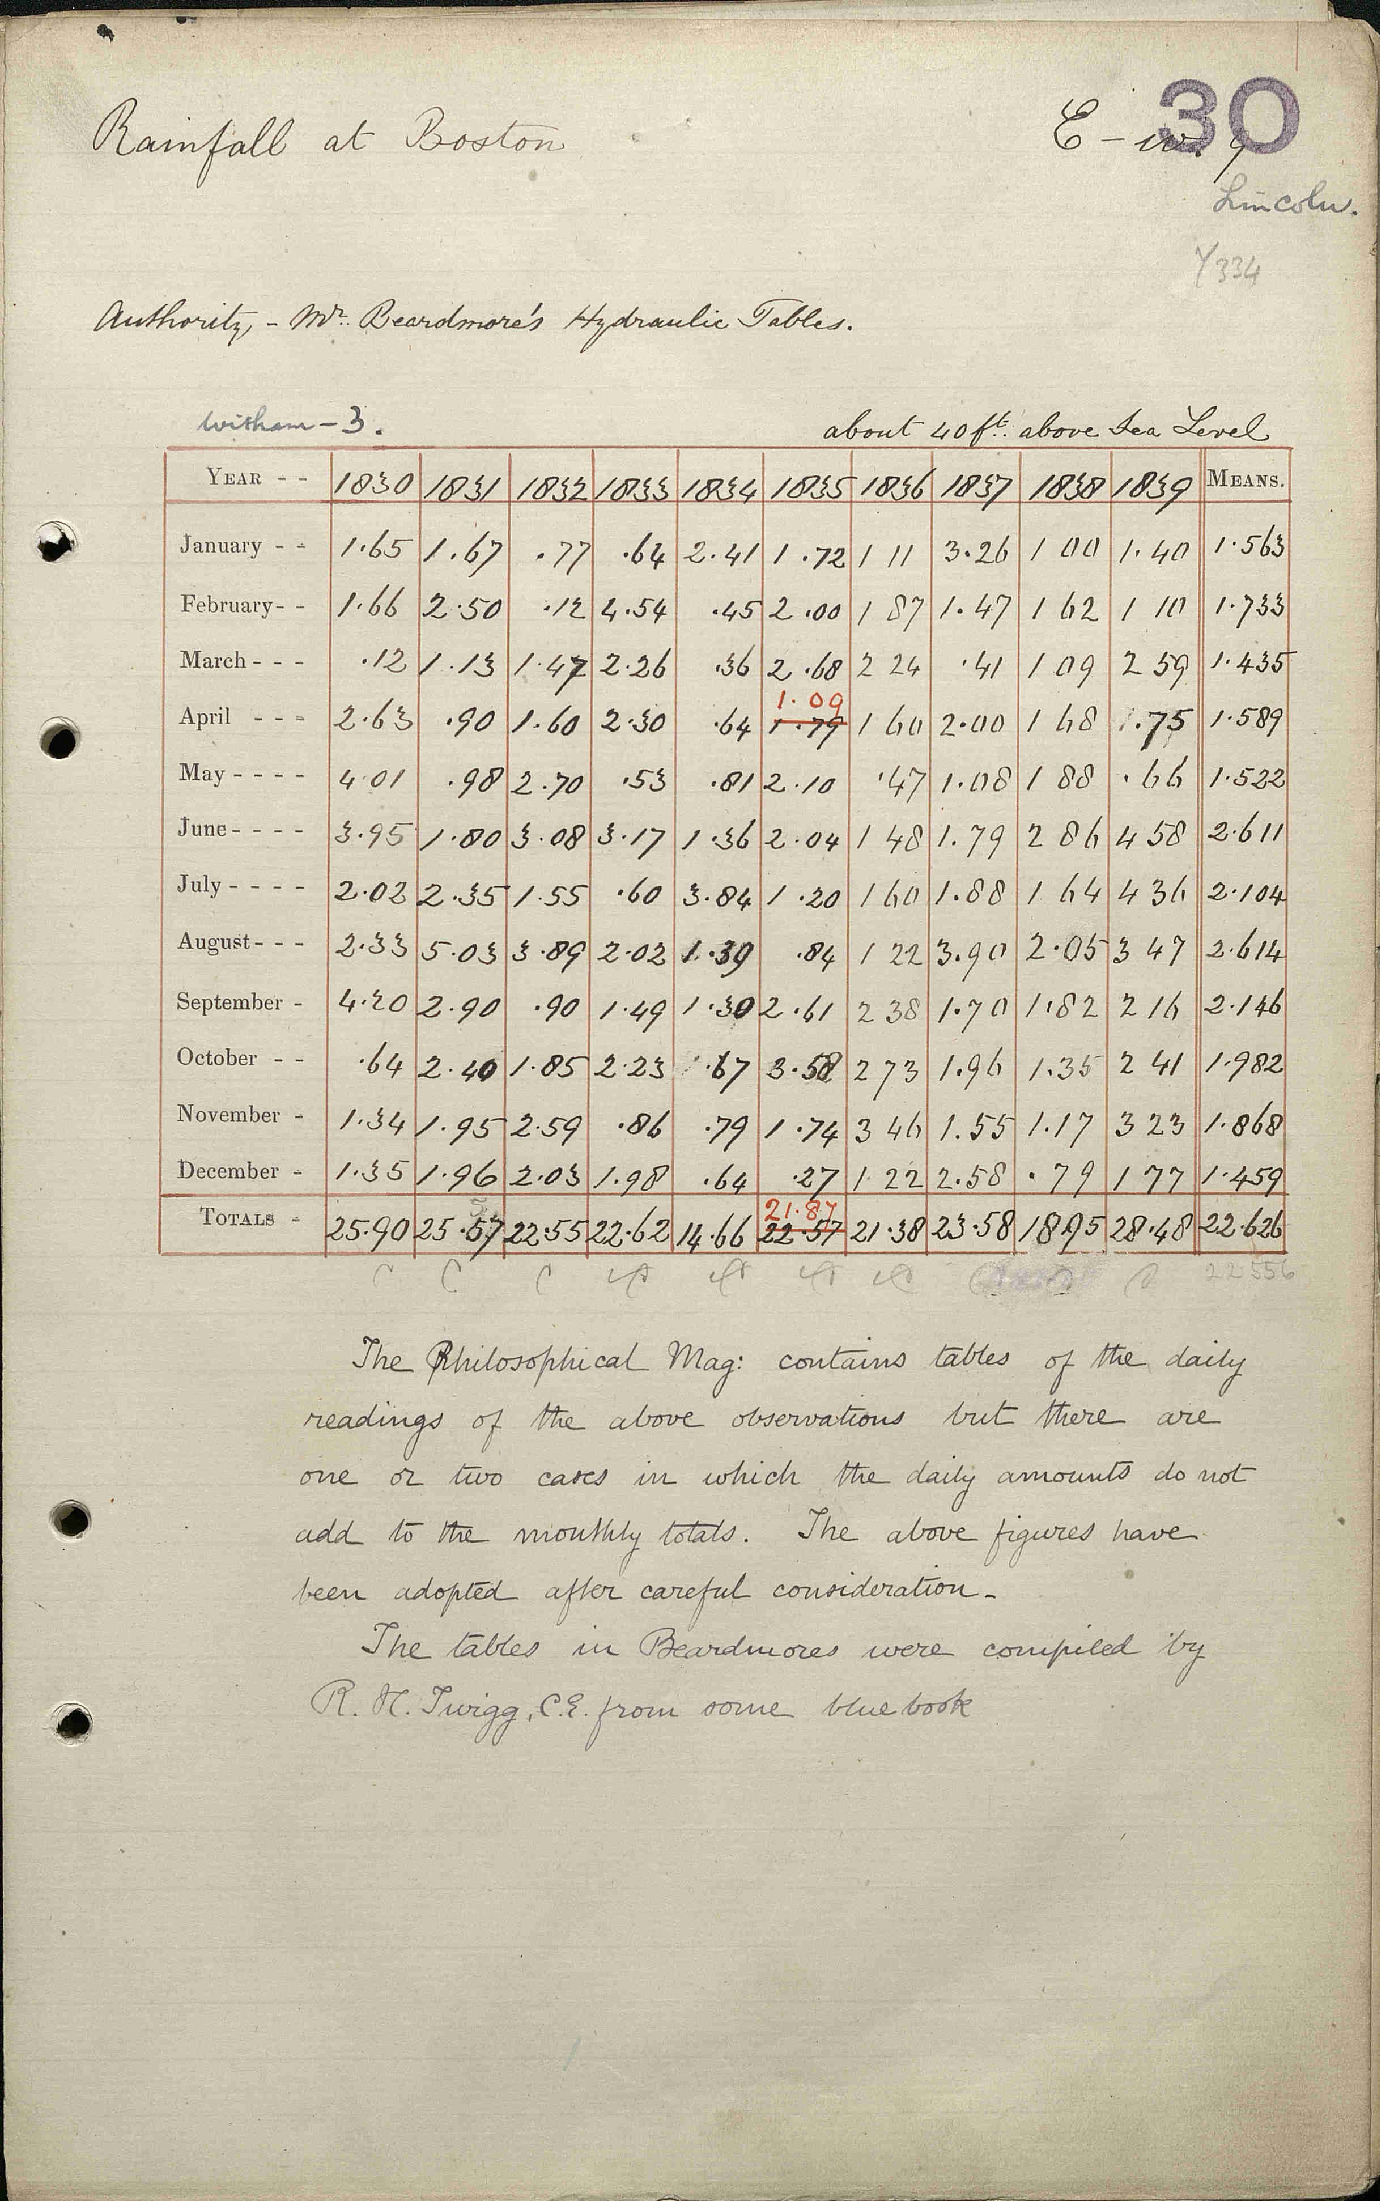 30
Rainfall at Boston
Lincoln.
Y334
Authority, - Mr. Beardmore's Hydraulic Tables.
Witham - 3. about 40 ft. above Sea Level
YEAR - - 1830 1831 1832 1833 1834 1835 1836 1837 1838 1839 MEANS.
January - - 1.65 1.67 .77 .64 2.41 1.72 1 11 3.26 1 00 1.40 1.563
February - - 1.66 2.50 .12 4.54 .45 2.00 1 87 1.47 1 62 1 10 1.733
March - - - .12 1.13 1.47 2.26 .36 2.68 2 24 .41 1 09 2 59 1.435
1.09
April - - - 2.63 .90 1.60 2.30 .64 1.79 1 60 2.00 1 68 1.75 1.589
May - - - - 4 01 .98 2.70 .53 .81 2.10 .47 1.08 1 88 .66 1.522
June - - - - 3.95 1.80 3.08 3.17 1.36 2.04 1 48 1.79 2 86 4 58 2.611
July - - - - 2.02 2.35 1.55 .60 3.84 1.20 1 60 1.88 1 64 4 36 2.104
August - - - 2.33 5.03 3.89 2.02 1.39 .84 1 22 3.90 2.05 3 47 2.614
September - 4.20 2.90 .90 1.49 1.30 2.61 2 38 1.70 1.82 2 16 2.146
October - - .64 2.40 1.85 2.23 .67 3.58 2 73 1.96 1.35 2 41 1.982
November - 1.34 1.95 2.59 .86 .79 1.74 3 46 1.55 1.17 3 23 1.868
December - 1.35 1.96 2.03 1.98 .64 .27 1 22 2.58 .79 1 77 1.459
21.87
TOTALS - 25.90 25.57 22.55 22.62 14.66 22.57 21.38 23.58 18.95 28.48 22.626
22 556
The Philosophical Mag: contains tables of the daily
readings of the above observations but there are
one or two cases in which the daily amounts do not
add to the monthly totals. The above figures have
been adopted after careful consideration -
The tables in Beardmores were compiled by
R. H. Twigg, C.E. from some blue book